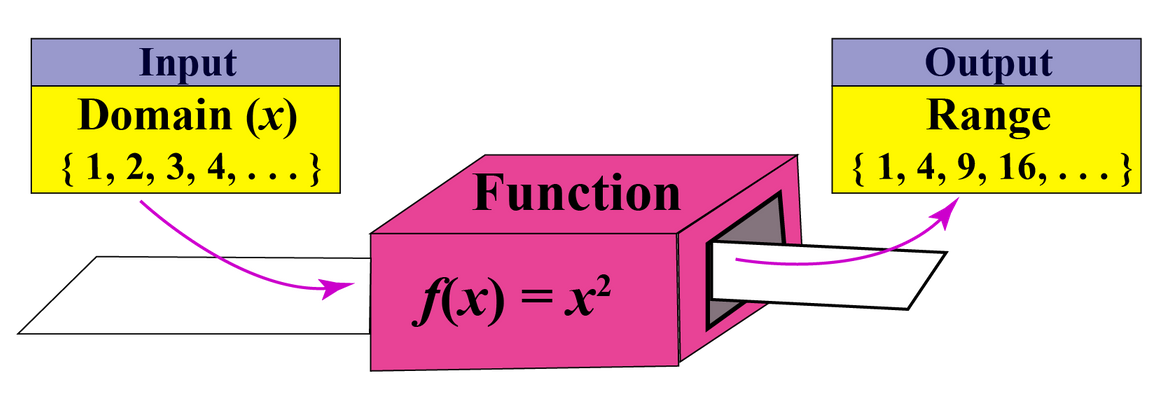 Input
Domain (x)
{ 1, 2, 3, 4, . . . }
Function
f(x) = x²
Output
Range
{ 1, 4, 9, 16, . . . }